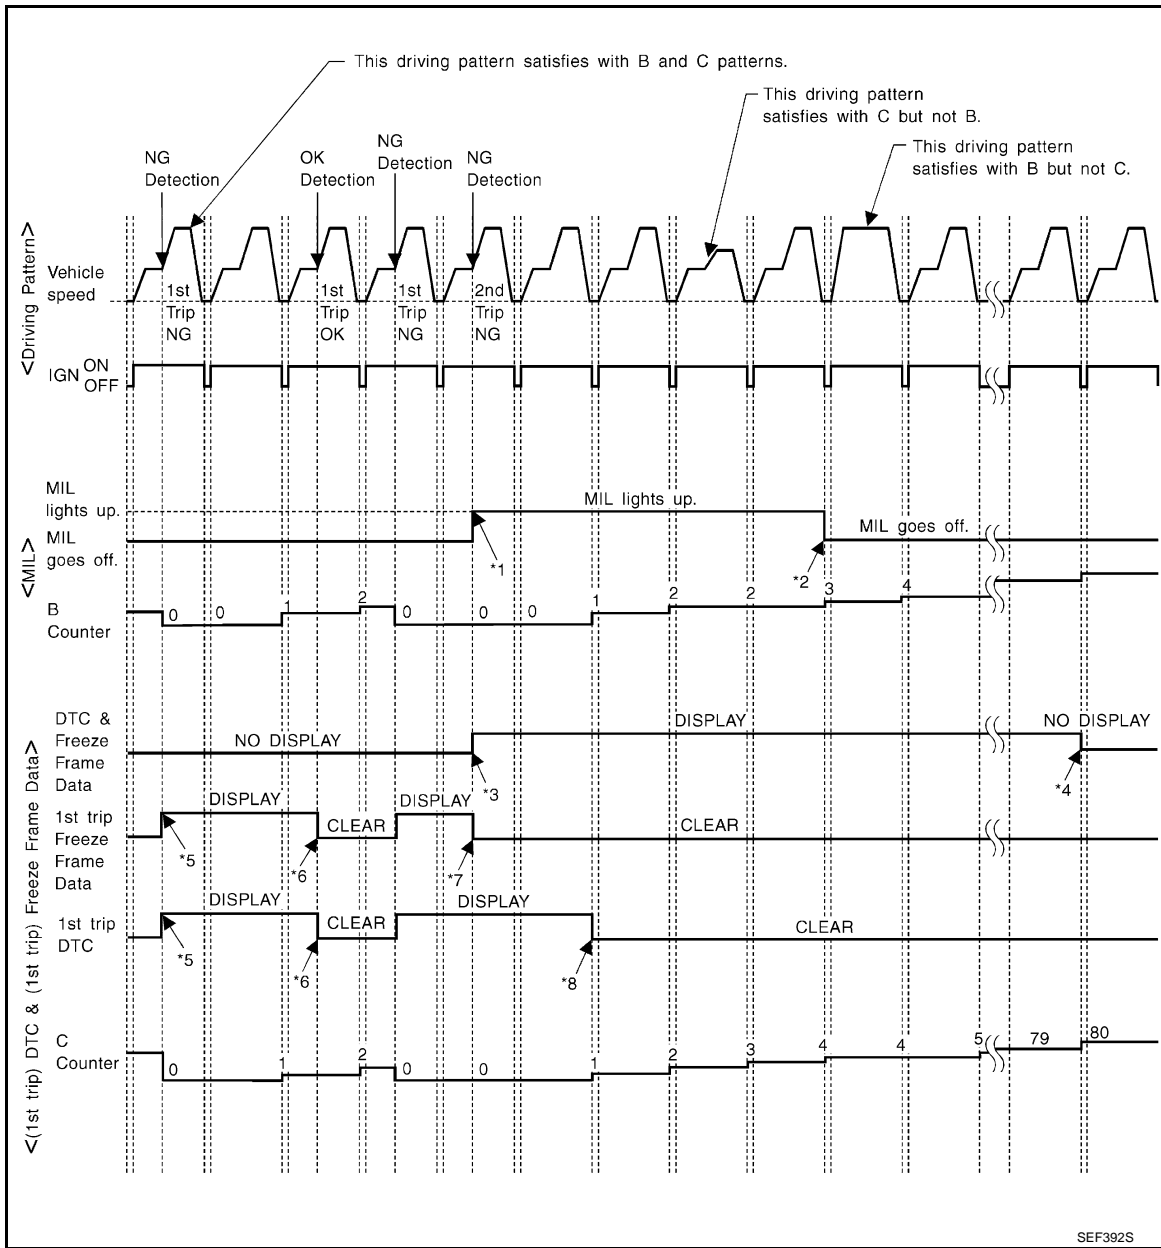 This driving pattern satisfies with B and C patterns.
This driving pattern
satisfies with C but not B.
This driving pattern
satisfies with B but not C.
NG
Detection
OK
Detection
NG
Detection
NG
Detection
<Driving Pattern>
Vehicle
speed
1st
Trip
NG
1st
Trip
OK
1st
Trip
NG
2nd
Trip
NG
IGN ON
OFF
<MIL>
MIL
lights up.
MIL lights up.
MIL
goes off.
MIL goes off.
*1
*2
B
Counter
0 0 1 2 0 0 0 1 2 2 3 4
<(1st trip) DTC & (1st trip) Freeze Frame Data>
DTC &
Freeze
Frame
Data
NO DISPLAY
DISPLAY
NO DISPLAY
*3
*4
1st trip
Freeze
Frame
Data
DISPLAY
CLEAR
DISPLAY
CLEAR
*5
*6
*7
1st trip
DTC
DISPLAY
CLEAR
DISPLAY
CLEAR
*5
*6
*8
C
Counter
0 1 2 0 0 1 2 3 4 4 5 79 80
SEF392S